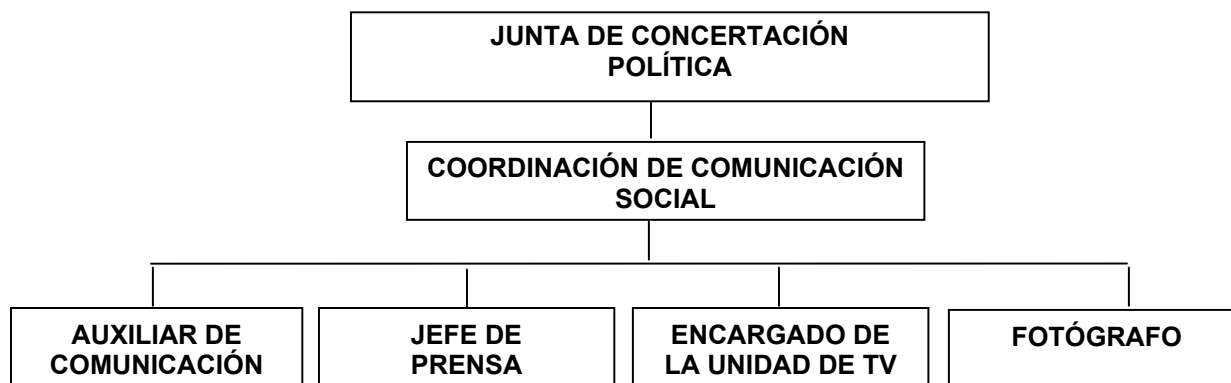 JUNTA DE CONCERTACIÓN
POLÍTICA
COORDINACIÓN DE COMUNICACIÓN
SOCIAL
AUXILIAR DE
COMUNICACIÓN
JEFE DE
PRENSA
ENCARGADO DE
LA UNIDAD DE TV
FOTÓGRAFO